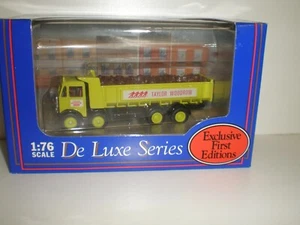 TAYLOR WOODROW
1:76
SCALE
De Luxe Series
Exclusive
First
Editions